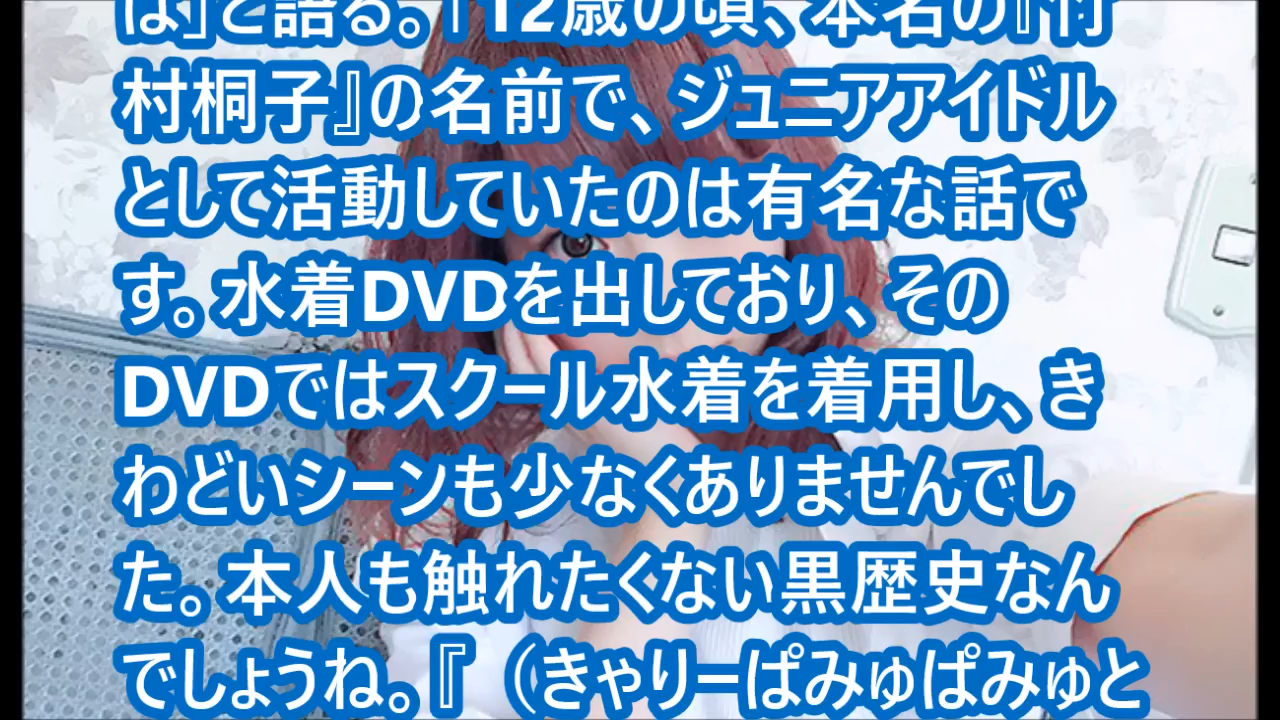 は」と語る。「12歳の頃、本名の『竹
村桐子』の名前で、ジュニアアイドル
として活動していたのは有名な話で
す。水着DVDを出しており、その
DVDではスクール水着を着用し、き
わどいシーンも少なくありませんでし
た。本人も触れたくない黒歴史なん
でしょうね。『（きゃりーぱみゅぱみゅと